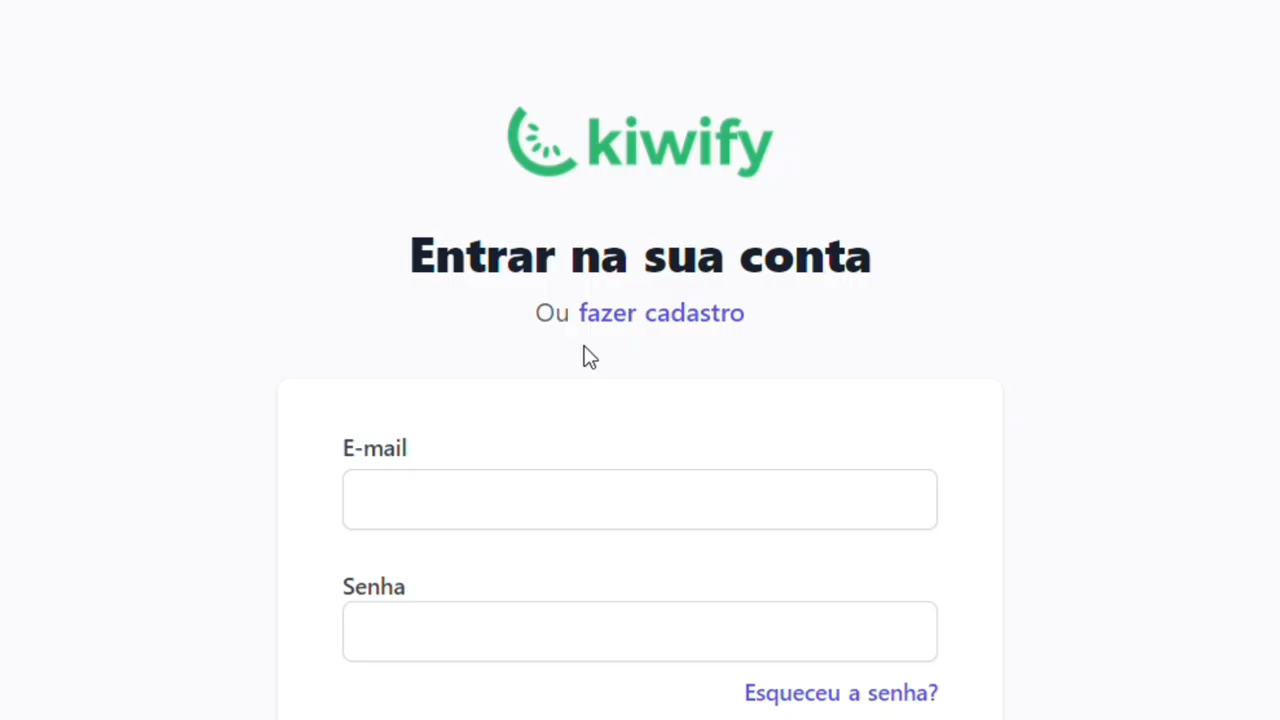 kiwify
Entrar na sua conta
Ou fazer cadastro
E-mail
Senha
Esqueceu a senha?